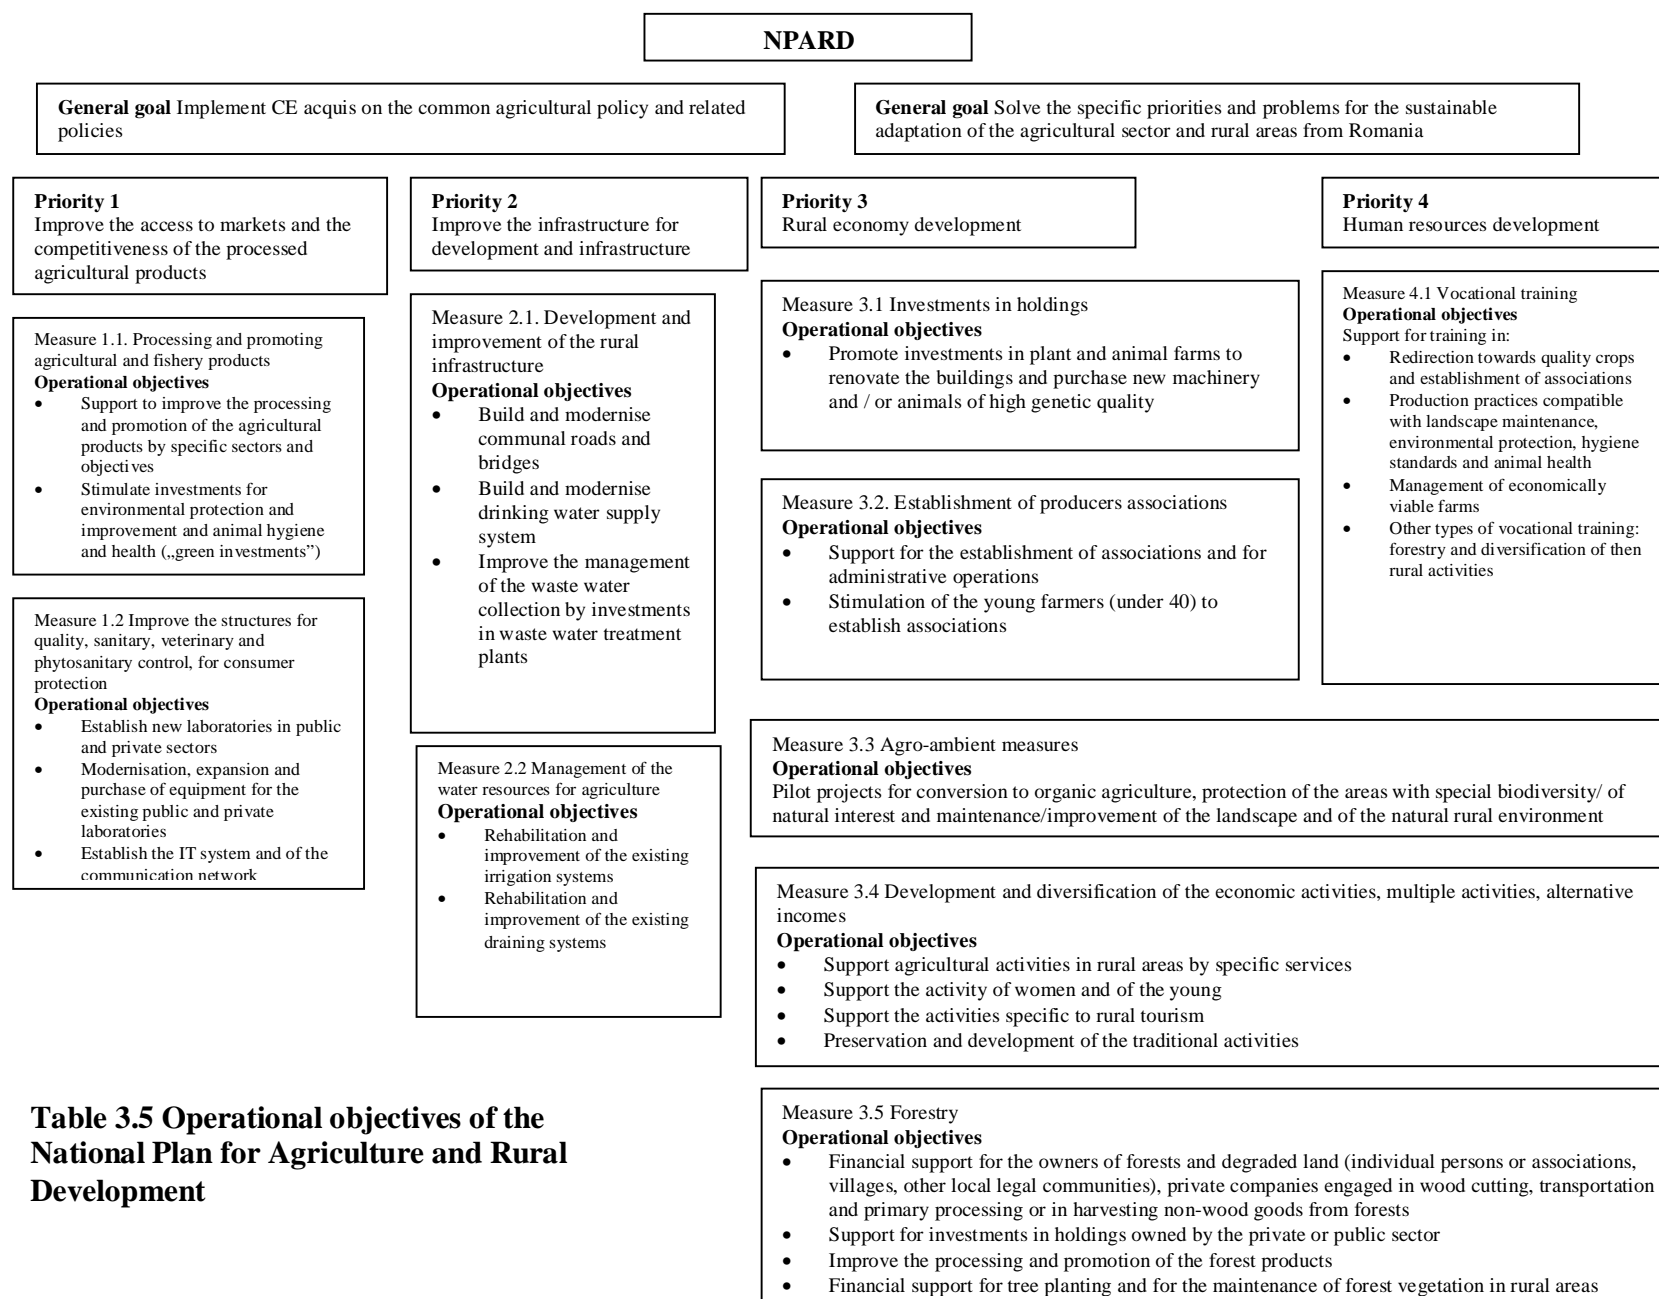 NPARD
General goal Implement CE acquis on the common agricultural policy and related
policies
General goal Solve the specific priorities and problems for the sustainable
adaptation of the agricultural sector and rural areas from Romania
Priority 1
Improve the access to markets and the
competitiveness of the processed
agricultural products
Measure 1.1. Processing and promoting
agricultural and fishery products
Operational objectives
• Support to improve the processing
and promotion of the agricultural
products by specific sectors and
objectives
• Stimulate investments for
environmental protection and
improvement and animal hygiene
and health („green investments”)
Measure 1.2 Improve the structures for
quality, sanitary, veterinary and
phytosanitary control, for consumer
protection
Operational objectives
• Establish new laboratories in public
and private sectors
• Modernisation, expansion and
purchase of equipment for the
existing public and private
laboratories
• Establish the IT system and of the
communication network
Priority 2
Improve the infrastructure for
development and infrastructure
Measure 2.1. Development and
improvement of the rural
infrastructure
Operational objectives
• Build and modernise
communal roads and
bridges
• Build and modernise
drinking water supply
system
• Improve the management
of the waste water
collection by investments
in waste water treatment
plants
Measure 2.2 Management of the
water resources for agriculture
Operational objectives
• Rehabilitation and
improvement of the existing
irrigation systems
• Rehabilitation and
improvement of the existing
draining systems
Priority 3
Rural economy development
Measure 3.1 Investments in holdings
Operational objectives
• Promote investments in plant and animal farms to
renovate the buildings and purchase new machinery
and / or animals of high genetic quality
Measure 3.2. Establishment of producers associations
Operational objectives
• Support for the establishment of associations and for
administrative operations
• Stimulation of the young farmers (under 40) to
establish associations
Priority 4
Human resources development
Measure 4.1 Vocational training
Operational objectives
Support for training in:
• Redirection towards quality crops
and establishment of associations
• Production practices compatible
with landscape maintenance,
environmental protection, hygiene
standards and animal health
• Management of economically
viable farms
• Other types of vocational training:
forestry and diversification of then
rural activities
Measure 3.3 Agro-ambient measures
Operational objectives
Pilot projects for conversion to organic agriculture, protection of the areas with special biodiversity/ of
natural interest and maintenance/improvement of the landscape and of the natural rural environment
Measure 3.4 Development and diversification of the economic activities, multiple activities, alternative
incomes
Operational objectives
• Support agricultural activities in rural areas by specific services
• Support the activity of women and of the young
• Support the activities specific to rural tourism
• Preservation and development of the traditional activities
Measure 3.5 Forestry
Operational objectives
• Financial support for the owners of forests and degraded land (individual persons or associations,
villages, other local legal communities), private companies engaged in wood cutting, transportation
and primary processing or in harvesting non-wood goods from forests
• Support for investments in holdings owned by the private or public sector
• Improve the processing and promotion of the forest products
• Financial support for tree planting and for the maintenance of forest vegetation in rural areas
Table 3.5 Operational objectives of the
National Plan for Agriculture and Rural
Development